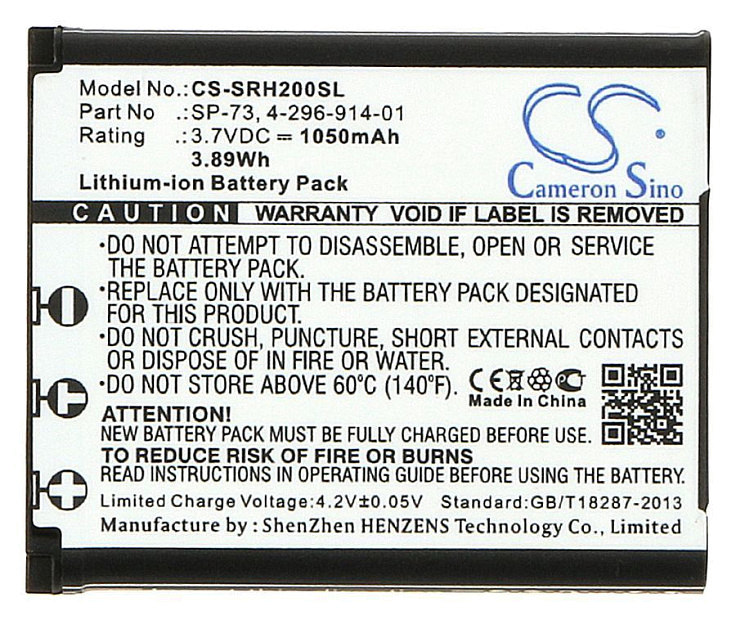 Model No.:CS-SRH200SL
Part No .:SP-73, 4-296-914-01
Rating .:3.7VDC ⎓ 1050mAh
3.89Wh
Lithium-ion Battery Pack
CS
®
Cameron Sino
CAUTION WARRANTY VOID IF LABEL IS REMOVED
·DO NOT ATTEMPT TO DISASSEMBLE, OPEN OR SERVICE
THE BATTERY PACK.
·REPLACE ONLY WITH THE BATTERY PACK DESIGNATED
FOR THIS PRODUCT.
·DO NOT CRUSH, PUNCTURE, SHORT EXTERNAL CONTACTS
OR DISPOSE OF IN FIRE OR WATER.
·DO NOT STORE ABOVE 60°C (140°F).
CE
Made In China
ATTENTION!
NEW BATTERY PACK MUST BE FULLY CHARGED BEFORE USE.
TO REDUCE RISK OF FIRE OR BURNS
READ INSTRUCTIONS IN OPERATING GUIDE BEFORE USING THE BATTERY.
Limited Charge Voltage:4.2V±0.05V Standard:GB/T18287-2013
Manufacture by : ShenZhen HENZENS Technology Co., Limited